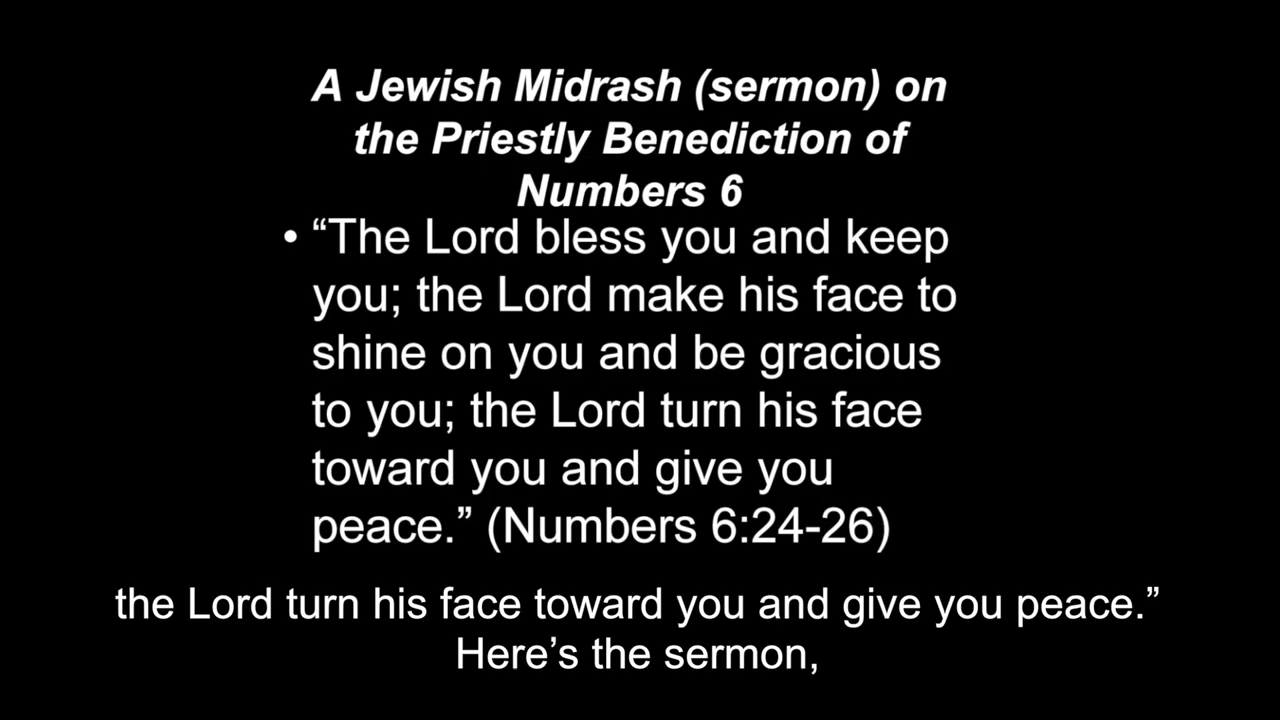 A Jewish Midrash (sermon) on
the Priestly Benediction of
Numbers 6
• “The Lord bless you and keep
you; the Lord make his face to
shine on you and be gracious
to you; the Lord turn his face
toward you and give you
peace.” (Numbers 6:24-26)
the Lord turn his face toward you and give you peace.”
Here’s the sermon,